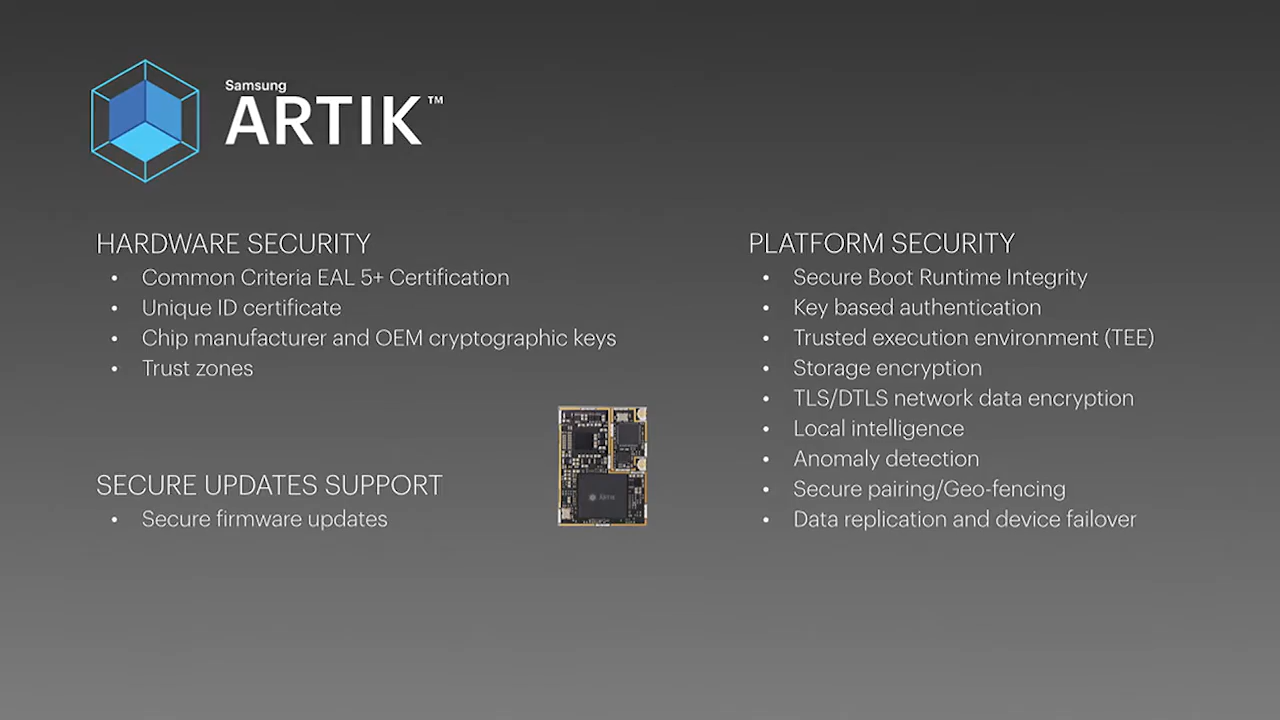 Samsung
ARTIK™
HARDWARE SECURITY
• Common Criteria EAL 5+ Certification
• Unique ID certificate
• Chip manufacturer and OEM cryptographic keys
• Trust zones
SECURE UPDATES SUPPORT
• Secure firmware updates
ARTIK
PLATFORM SECURITY
• Secure Boot Runtime Integrity
• Key based authentication
• Trusted execution environment (TEE)
• Storage encryption
• TLS/DTLS network data encryption
• Local intelligence
• Anomaly detection
• Secure pairing/Geo-fencing
• Data replication and device failover